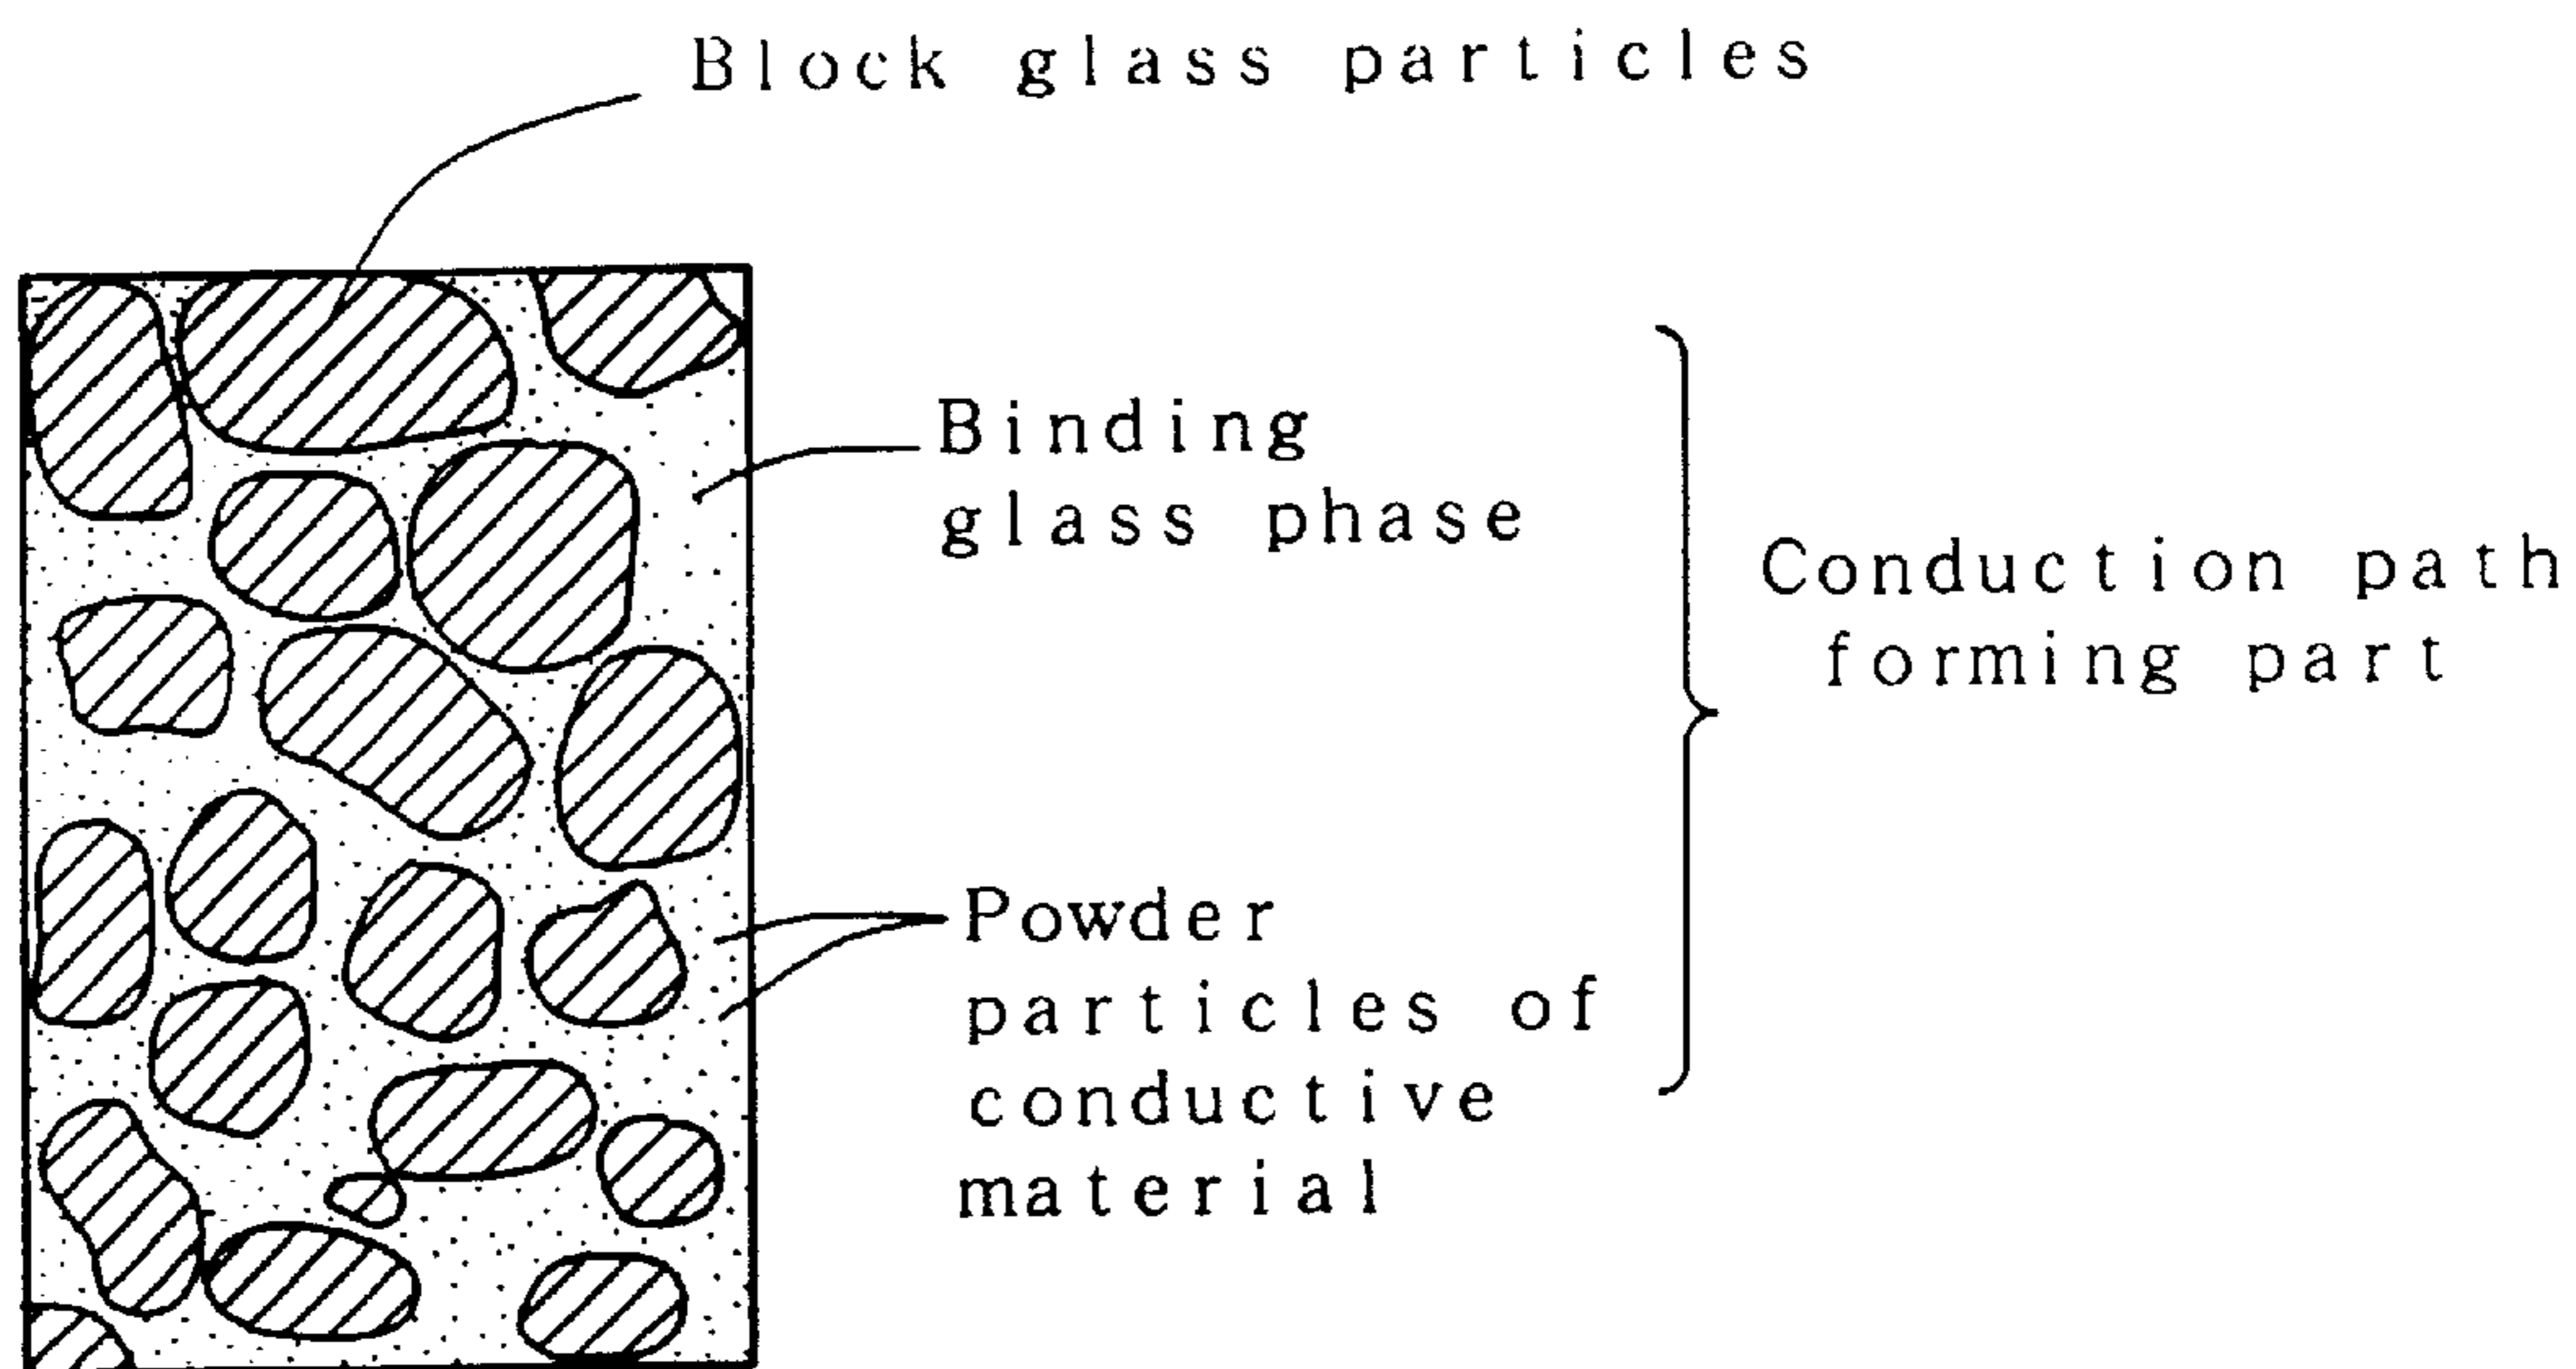 Block glass particles
Binding
glass phase
Conduction path
forming part
Powder
particles of
conductive
material